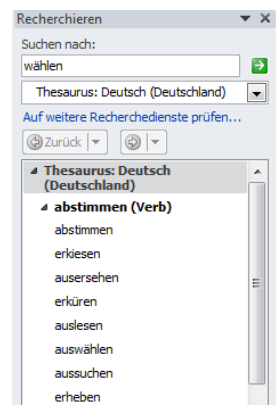 Recherchieren
Suchen nach:
wählen
Thesaurus: Deutsch (Deutschland)
Auf weitere Recherchedienste prüfen...
Zurück
Thesaurus: Deutsch
(Deutschland)
abstimmen (Verb)
abstimmen
erkiesen
ausersehen
erküren
auslesen
auswählen
aussuchen
erheben